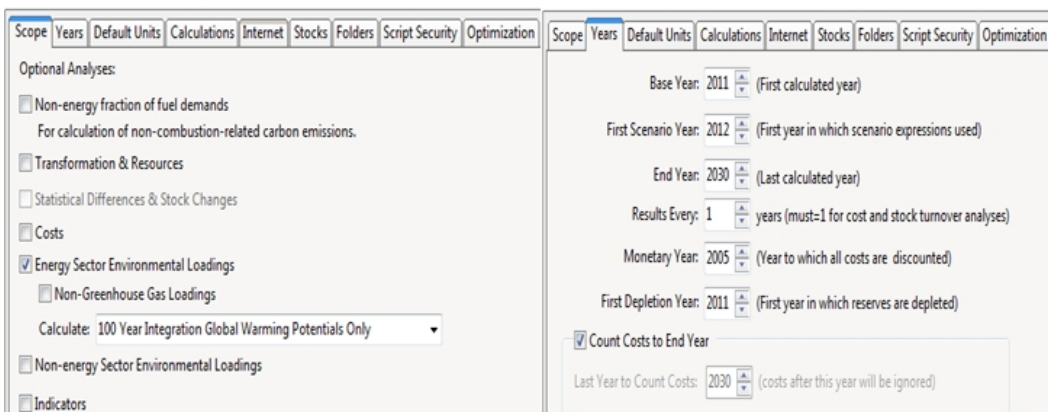 Scope Years Default Units Calculations Internet Stocks Folders Script Security Optimization
Optional Analyses:
Non-energy fraction of fuel demands
For calculation of non-combustion-related carbon emissions.
Transformation & Resources
Statistical Differences & Stock Changes
Costs
Energy Sector Environmental Loadings
Non-Greenhouse Gas Loadings
Calculate: 100 Year Integration Global Warming Potentials Only
Non-energy Sector Environmental Loadings
Indicators
Scope Years Default Units Calculations Internet Stocks Folders Script Security Optimization
Base Year: 2011 (First calculated year)
First Scenario Year: 2012 (First year in which scenario expressions used)
End Year: 2030 (Last calculated year)
Results Every: 1 years (must=1 for cost and stock turnover analyses)
Monetary Year: 2005 (Year to which all costs are discounted)
First Depletion Year: 2011 (First year in which reserves are depleted)
Count Costs to End Year
Last Year to Count Costs: 2030 (costs after this year will be ignored)